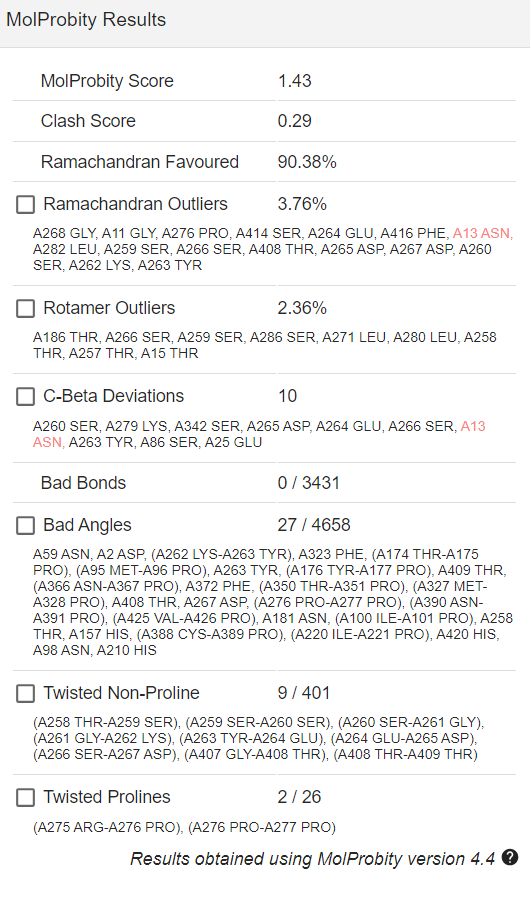 MolProbity Results
MolProbity Score 1.43
Clash Score 0.29
Ramachandran Favoured 90.38%
Ramachandran Outliers 3.76%
A268 GLY, A11 GLY, A276 PRO, A414 SER, A264 GLU, A416 PHE, A13 ASN,
A282 LEU, A259 SER, A266 SER, A408 THR, A265 ASP, A267 ASP, A260
SER, A262 LYS, A263 TYR
Rotamer Outliers 2.36%
A186 THR, A266 SER, A259 SER, A286 SER, A271 LEU, A280 LEU, A258
THR, A257 THR, A15 THR
C-Beta Deviations 10
A260 SER, A279 LYS, A342 SER, A265 ASP, A264 GLU, A266 SER, A13
ASN, A263 TYR, A86 SER, A25 GLU
Bad Bonds 0 / 3431
Bad Angles 27 / 4658
A59 ASN, A2 ASP, (A262 LYS-A263 TYR), A323 PHE, (A174 THR-A175
PRO), (A95 MET-A96 PRO), A263 TYR, (A176 TYR-A177 PRO), A409 THR,
(A366 ASN-A367 PRO), A372 PHE, (A350 THR-A351 PRO), (A327 MET-
A328 PRO), A408 THR, A267 ASP, (A276 PRO-A277 PRO), (A390 ASN-
A391 PRO), (A425 VAL-A426 PRO), A181 ASN, (A100 ILE-A101 PRO), A258
THR, A157 HIS, (A388 CYS-A389 PRO), (A220 ILE-A221 PRO), A420 HIS,
A98 ASN, A210 HIS
Twisted Non-Proline 9 / 401
(A258 THR-A259 SER), (A259 SER-A260 SER), (A260 SER-A261 GLY),
(A261 GLY-A262 LYS), (A263 TYR-A264 GLU), (A264 GLU-A265 ASP),
(A266 SER-A267 ASP), (A407 GLY-A408 THR), (A408 THR-A409 THR)
Twisted Prolines 2 / 26
(A275 ARG-A276 PRO), (A276 PRO-A277 PRO)
Results obtained using MolProbity version 4.4 ?